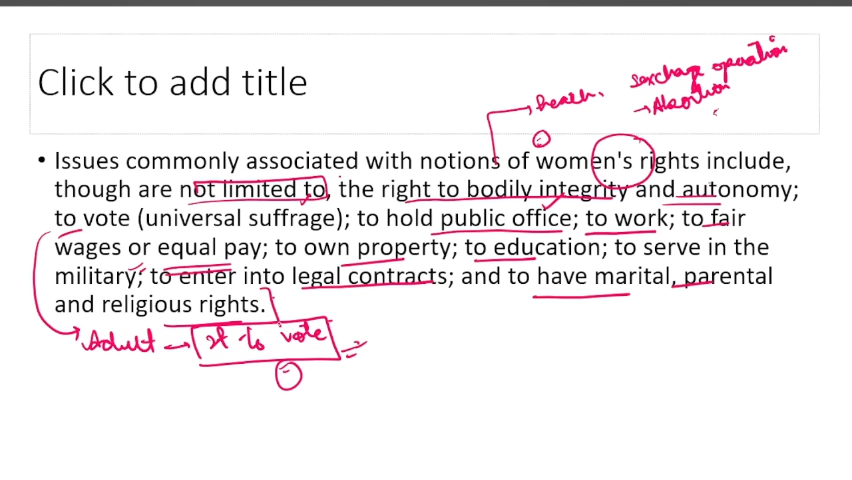 Click to add title
health.
sexchange operation
→ Abortion
• Issues commonly associated with notions of women's rights include,
though are not limited to, the right to bodily integrity and autonomy;
to vote (universal suffrage); to hold public office; to work; to fair
wages or equal pay; to own property; to education; to serve in the
military; to enter into legal contracts; and to have marital, parental
and religious rights.
Adult → rt to vote